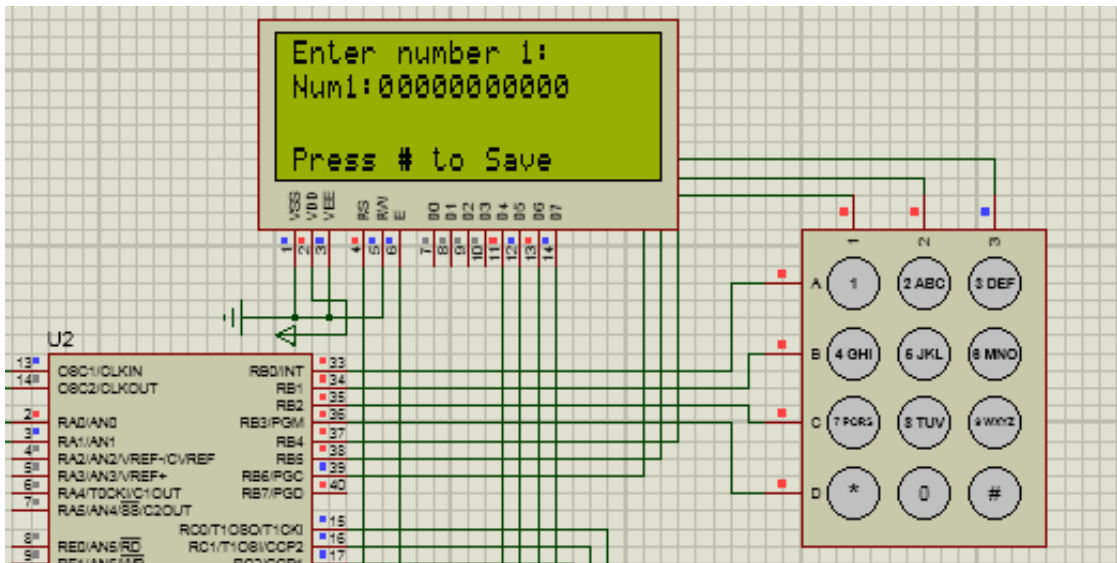 Enter number 1:
Num1:00000000000
Press # to Save
VSS
VDD
VEE
RS
RW
E
D0
D1
D2
D3
D4
D5
D6
D7
1
2
3
4
5
6
7
8
9
10
11
12
13
14
1
2
3
A
1
2 ABC
3 DEF
B
4 GHI
5 JKL
6 MNO
C
7 PQRS
8 TUV
9 WXYZ
D
*
0
#
U2
13
OSC1/CLKIN
RB0/INT
33
14
OSC2/CLKOUT
RB1
34
RB2
35
2
RA0/AN0
RB3/PGM
36
3
RA1/AN1
RB4
37
4
RA2/AN2/VREF-/CVREF
RB5
38
5
RA3/AN3/VREF+
RB6/PGC
39
6
RA4/T0CKI/C1OUT
RB7/PGD
40
7
RA5/AN4/SS/C2OUT
RC0/T1OSO/T1CKI
15
8
RE0/AN5/RD
RC1/T1OSI/CCP2
16
9
17